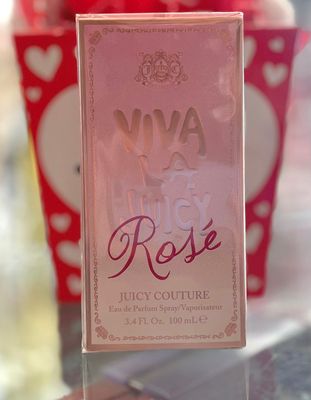 VIVA
LA
JUICY
Rosé
JUICY COUTURE
Eau de Parfum Spray/Vaporisateur
3.4 Fl Oz. 100 mL ℮